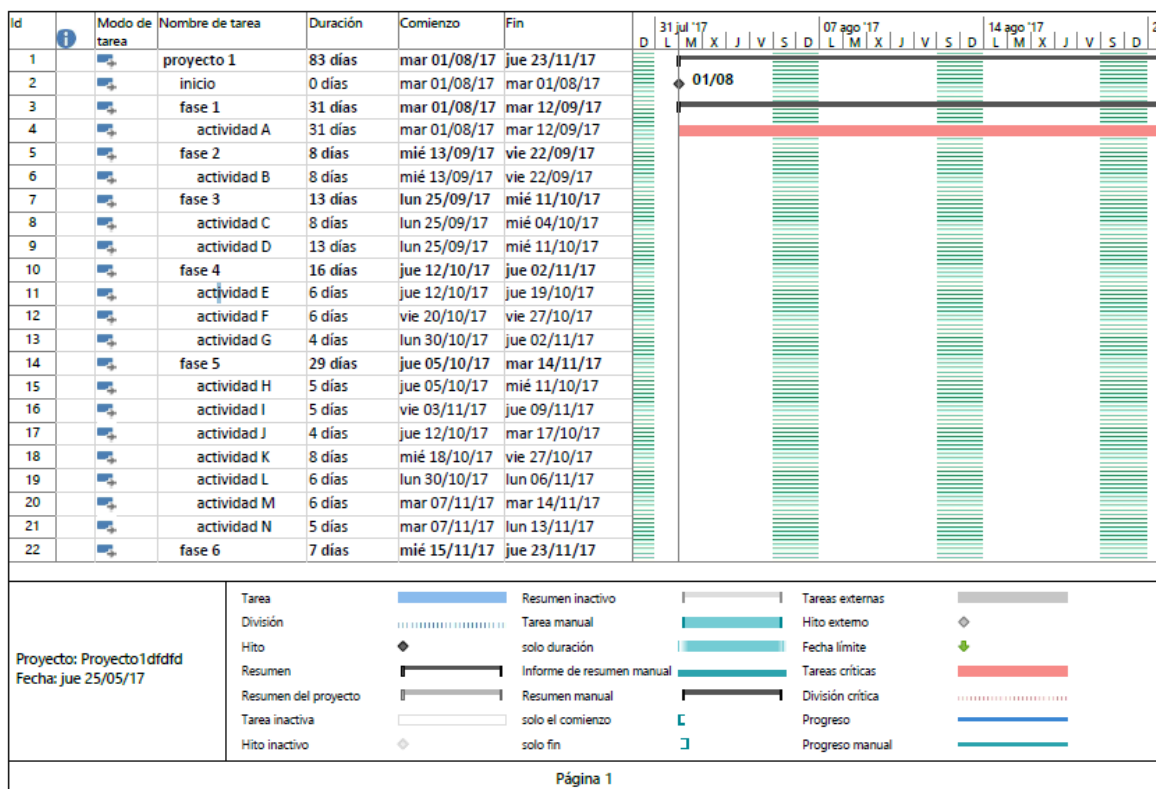 Id Modo de tarea Nombre de tarea Duración Comienzo Fin 31 jul '17 07 ago '17 14ago '17 2
D L M X J V S D L M X J V S D L M X J V S D
1 proyecto 1 83 días mar 01/08/17 jue 23/11/17
2 inicio 0 días mar 01/08/17 mar 01/08/17 01/08
3 fase 1 31 días mar 01/08/17 mar 12/09/17
4 actividad A 31 días mar 01/08/17 mar 12/09/17
5 fase 2 8 días mié 13/09/17 vie 22/09/17
6 actividad B 8 días mié 13/09/17 vie 22/09/17
7 fase 3 13 días lun 25/09/17 mié 11/10/17
8 actividad C 8 días lun 25/09/17 mié 04/10/17
9 actividad D 13 días lun 25/09/17 mié 11/10/17
10 fase 4 16 días jue 12/10/17 jue 02/11/17
11 actividad E 6 días jue 12/10/17 jue 19/10/17
12 actividad F 6 días vie 20/10/17 vie 27/10/17
13 actividad G 4 días lun 30/10/17 jue 02/11/17
14 fase 5 29 días jue 05/10/17 mar 14/11/17
15 actividad H 5 días jue 05/10/17 mié 11/10/17
16 actividad I 5 días vie 03/11/17 jue 09/11/17
17 actividad J 4 días jue 12/10/17 mar 17/10/17
18 actividad K 8 días mié 18/10/17 vie 27/10/17
19 actividad L 6 días lun 30/10/17 lun 06/11/17
20 actividad M 6 días mar 07/11/17 mar 14/11/17
21 actividad N 5 días mar 07/11/17 lun 13/11/17
22 fase 6 7 días mié 15/11/17 jue 23/11/17
Proyecto: Proyecto1dfdfd
Fecha: jue 25/05/17
Tarea Resumen inactivo Tareas externas
División Tarea manual Hito externo
Hito solo duración Fecha límite
Resumen Informe de resumen manual Tareas críticas
Resumen del proyecto Resumen manual División crítica
Tarea inactiva solo el comienzo Progreso
Hito inactivo solo fin Progreso manual
Página 1